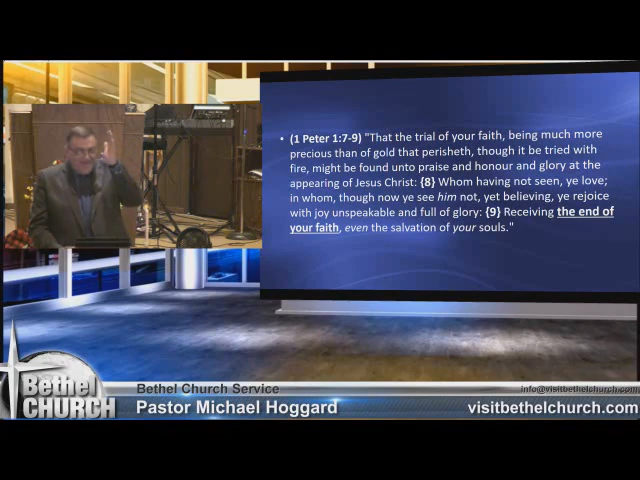 • (1 Peter 1:7-9) "That the trial of your faith, being much more
precious than of gold that perisheth, though it be tried with
fire, might be found unto praise and honour and glory at the
appearing of Jesus Christ: {8} Whom having not seen, ye love;
in whom, though now ye see him not, yet believing, ye rejoice
with joy unspeakable and full of glory: {9} Receiving the end of
your faith, even the salvation of your souls."
Bethel
CHURCH
Bethel Church Service
info@visitbethelchurch.com
Pastor Michael Hoggard
visitbethelchurch.com